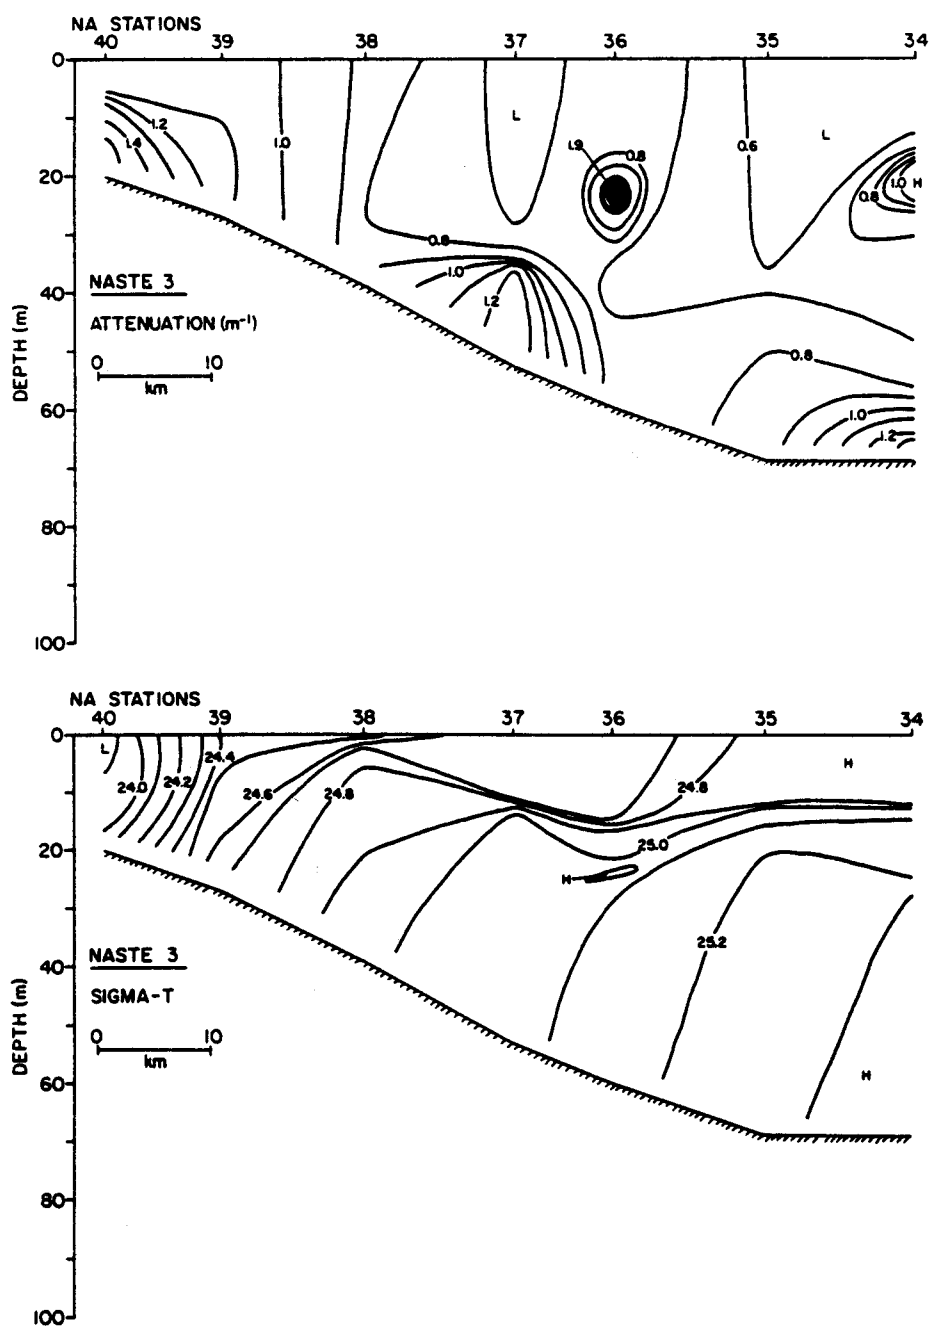 NA STATIONS
40 39 38 37 36 35 34
0
20
40
60
80
100
DEPTH (m)
NASTE 3
ATTENUATION (m⁻¹)
0 10
km
1.2
1.4
1.0
L
1.9
0.8
0.6
L
1.0 H
0.8
0.8
1.0
1.2
0.8
1.0
1.2
NA STATIONS
40 39 38 37 36 35 34
0
20
40
60
80
100
DEPTH (m)
NASTE 3
SIGMA-T
0 10
km
L
24.0
24.2
24.4
24.6
24.8
24.8
H
25.0
H
25.2
H